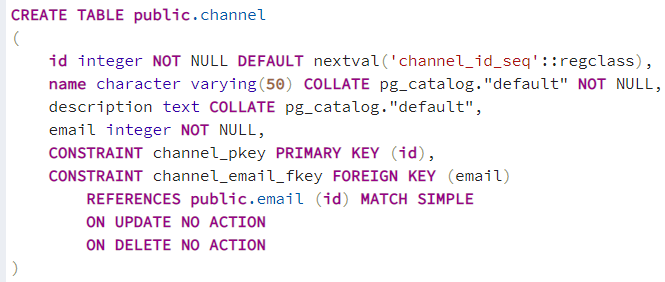 CREATE TABLE public.channel
(
    id integer NOT NULL DEFAULT nextval('channel_id_seq'::regclass),
    name character varying(50) COLLATE pg_catalog."default" NOT NULL,
    description text COLLATE pg_catalog."default",
    email integer NOT NULL,
    CONSTRAINT channel_pkey PRIMARY KEY (id),
    CONSTRAINT channel_email_fkey FOREIGN KEY (email)
        REFERENCES public.email (id) MATCH SIMPLE
        ON UPDATE NO ACTION
        ON DELETE NO ACTION
)